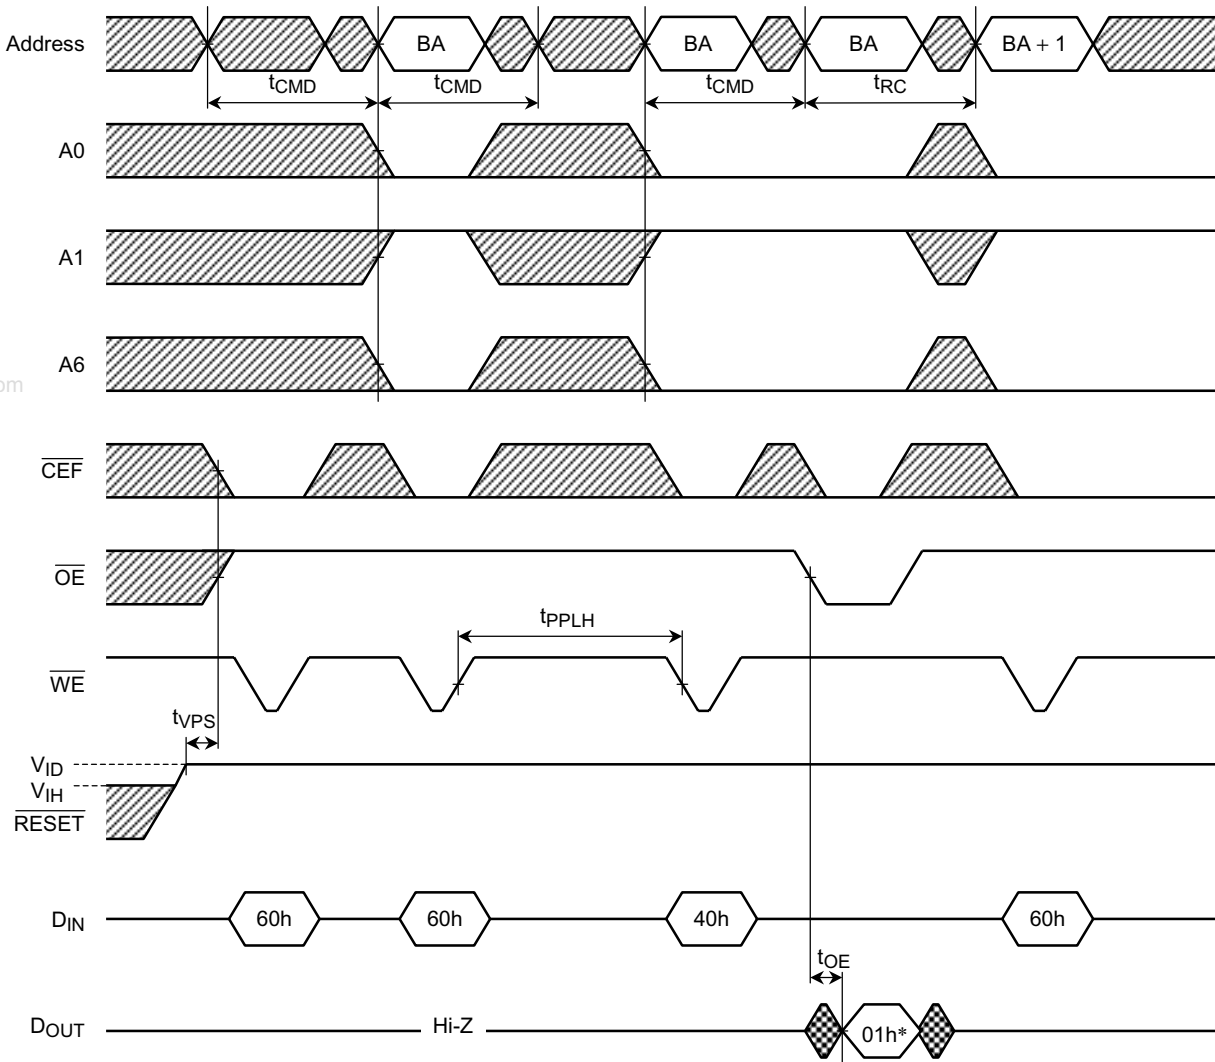 Address BA BA BA BA + 1
tCMD tCMD tCMD tRC
A0
A1
A6
om
CEF
OE
tPPLH
WE
tVPS
VID
VIH
RESET
DIN 60h 60h 40h 60h
tOE
DOUT Hi-Z 01h*